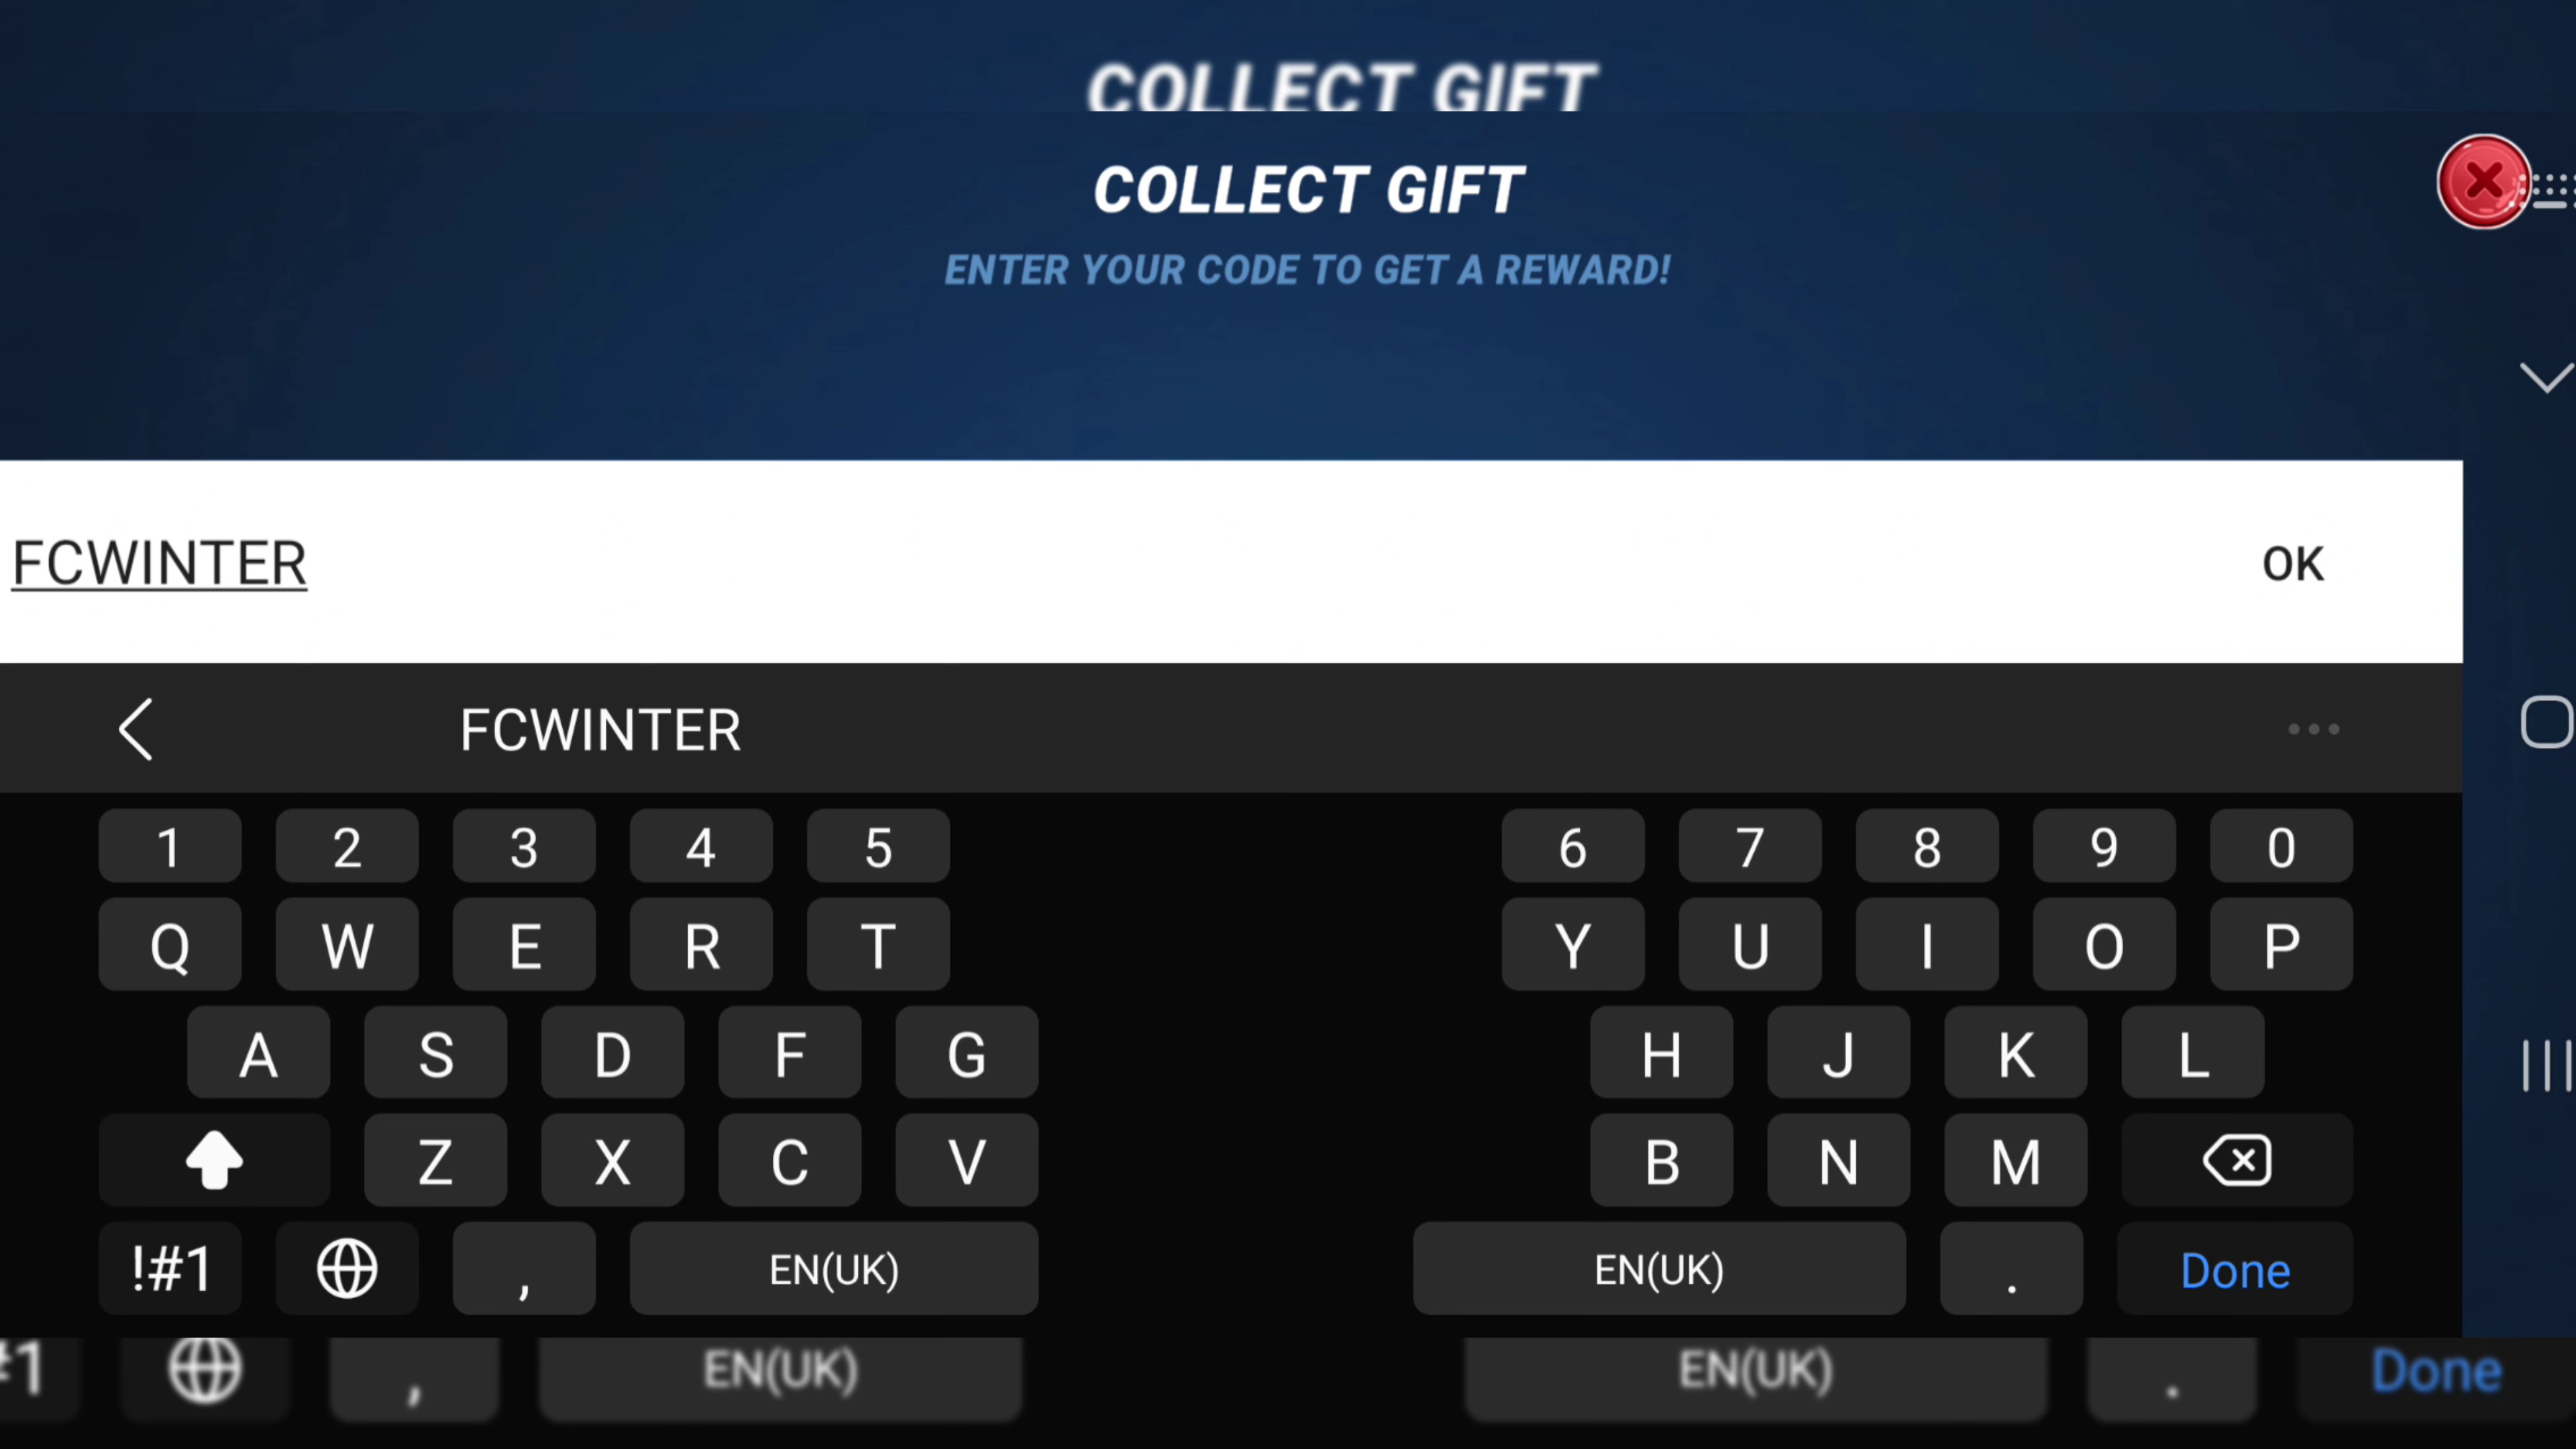 COLLECT GIFT
COLLECT GIFT
ENTER YOUR CODE TO GET A REWARD!
FCWINTER
OK
FCWINTER
1 2 3 4 5 6 7 8 9 0
Q W E R T Y U I O P
A S D F G H J K L
Z X C V B N M
!#1 , EN(UK) EN(UK) . Done
#1 , EN(UK) EN(UK) . Done